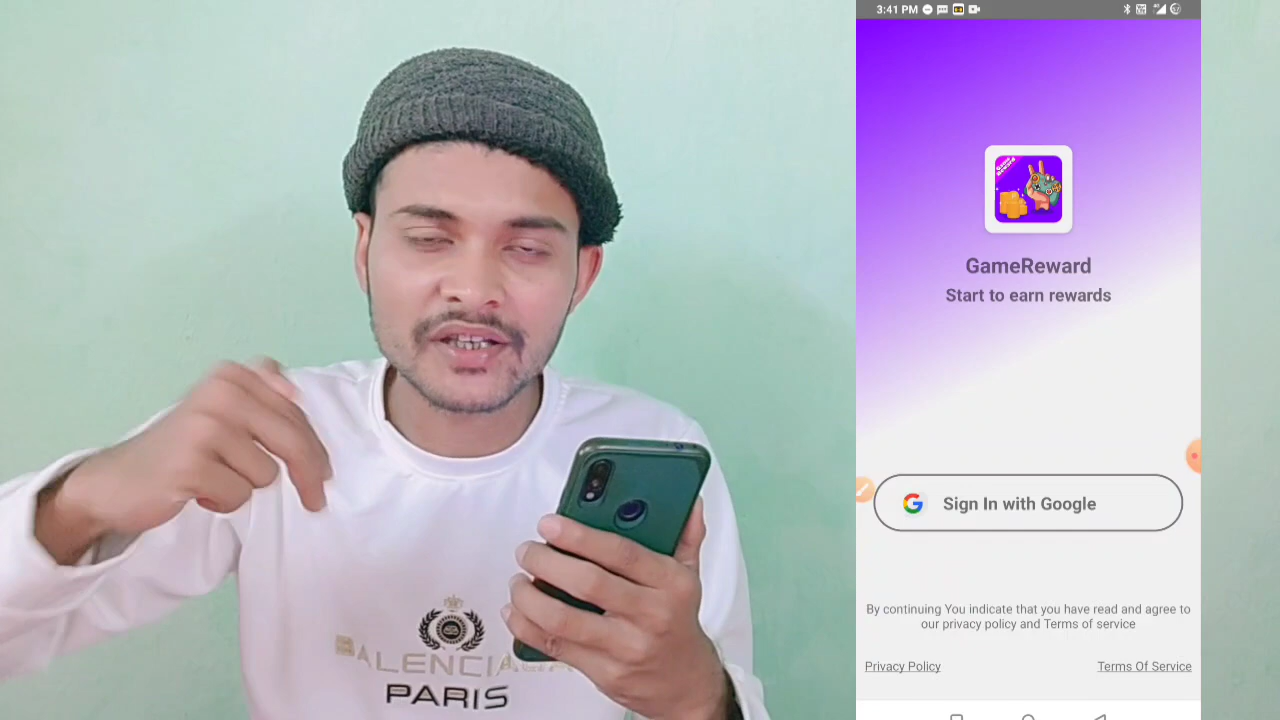 BALENCIA
PARIS
3:41 PM
GameReward
Start to earn rewards
Sign In with Google
By continuing You indicate that you have read and agree to
our privacy policy and Terms of service
Privacy Policy
Terms Of Service